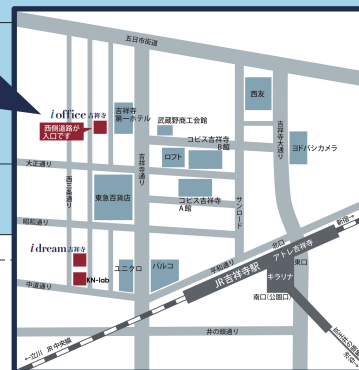 五日市街道
i office 吉祥寺
西側道路が
入口です
吉祥寺
第一ホテル
武蔵野商工会館
西友
コピス吉祥寺
B館
ロフト
吉祥寺大通り
ヨドバシカメラ
大正通り
吉祥寺通り
西三条通り
東急百貨店
コピス吉祥寺
A館
サンロード
昭和通り
i dream 吉祥寺
KN-lab
ユニクロ
パルコ
平和通り
北口
アトレ吉祥寺
新宿→
JR吉祥寺駅
東口
キラリナ
南口(公園口)
中道通り
井の頭通り
←立川 JR中央線
渋谷→